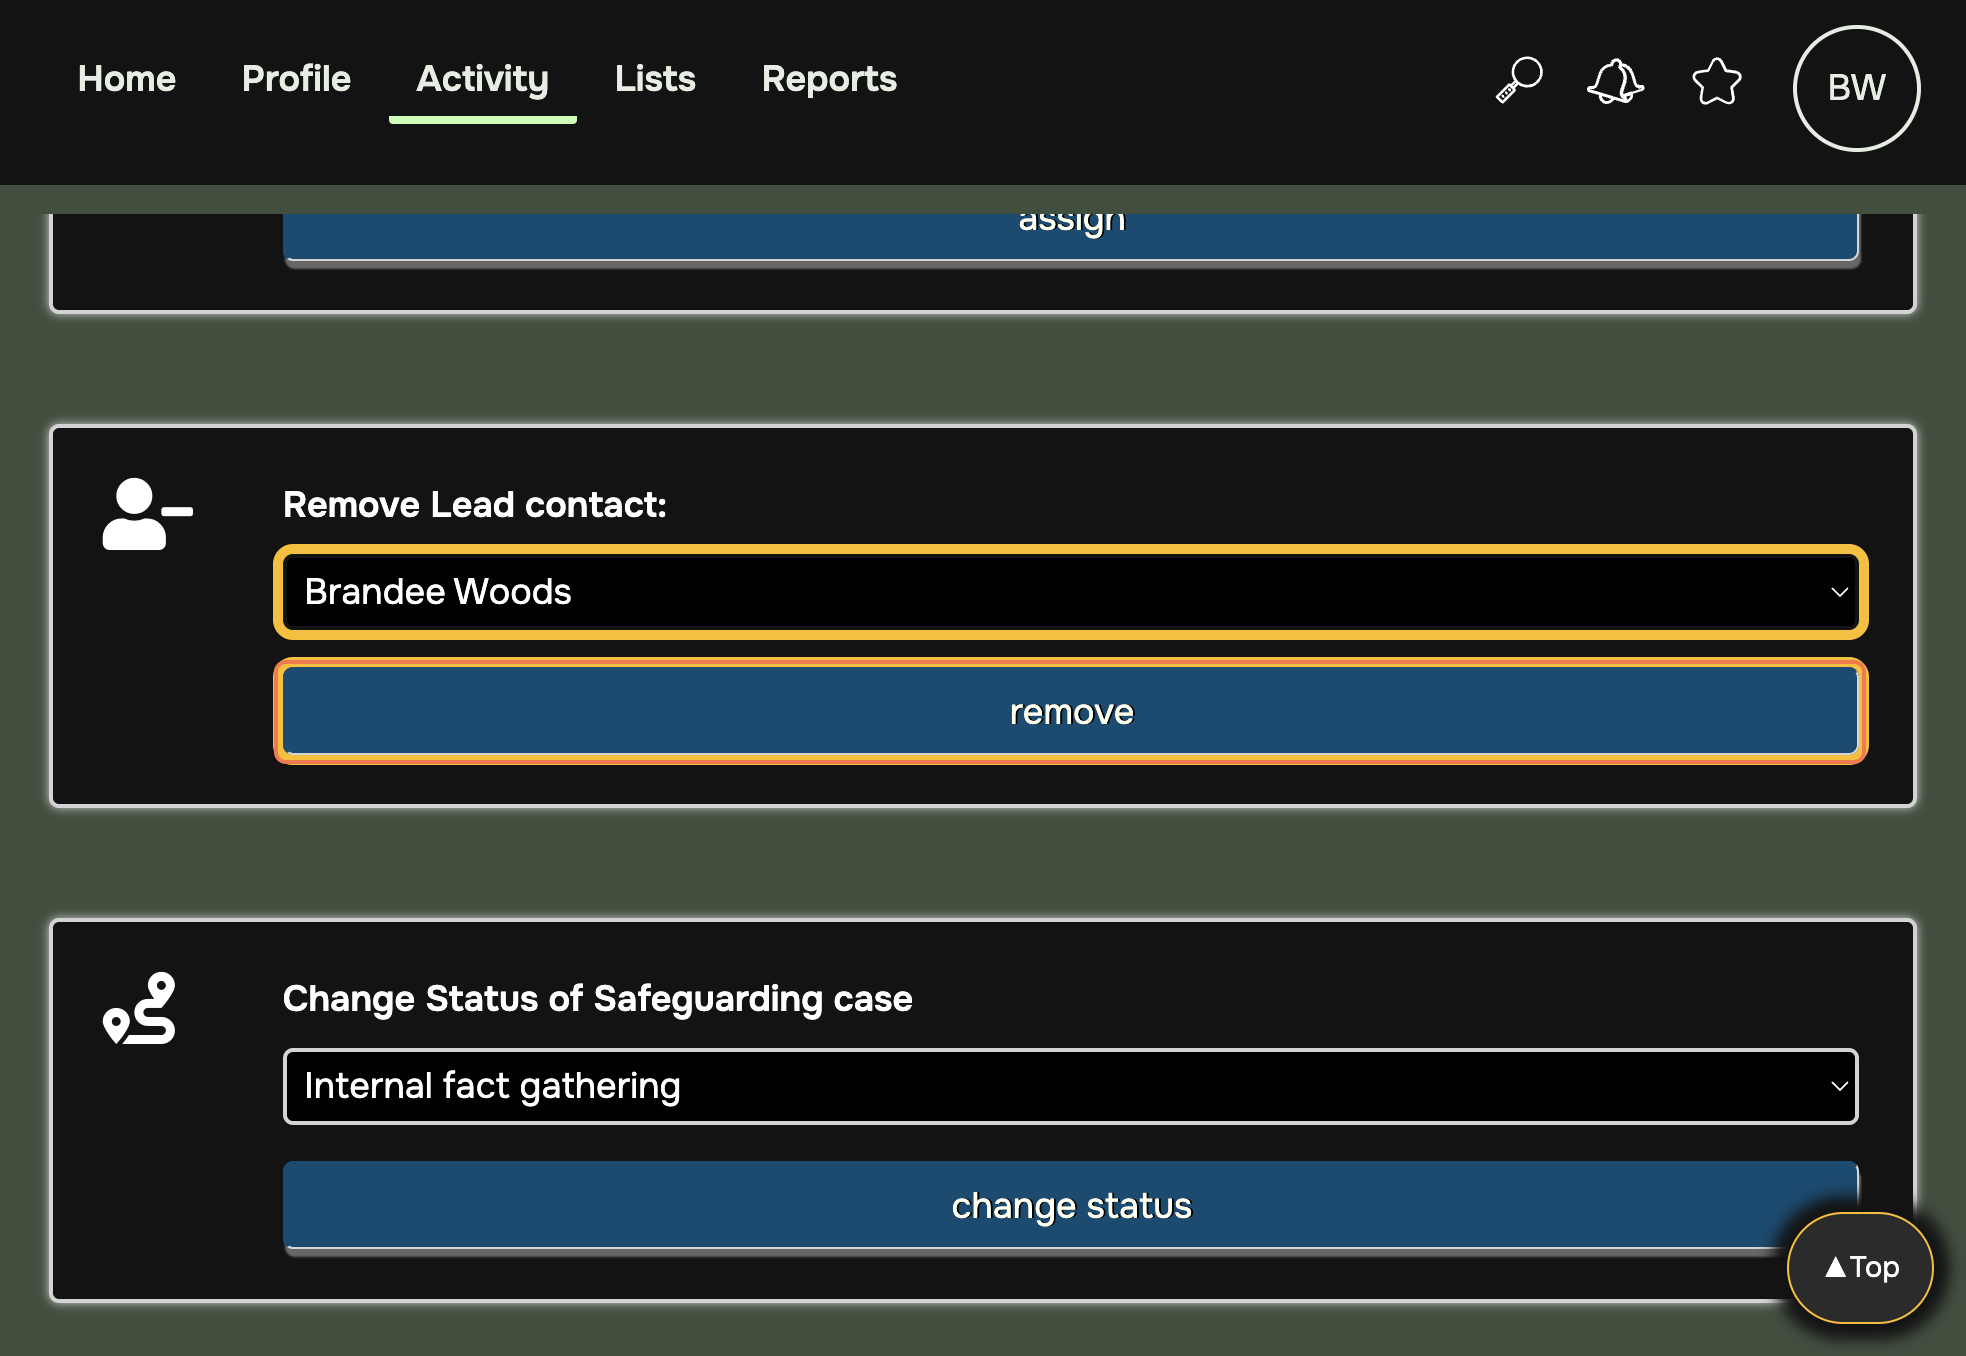 Home Profile Activity Lists Reports
BW
assign
Remove Lead contact:
Brandee Woods
remove
Change Status of Safeguarding case
Internal fact gathering
change status
▲Top